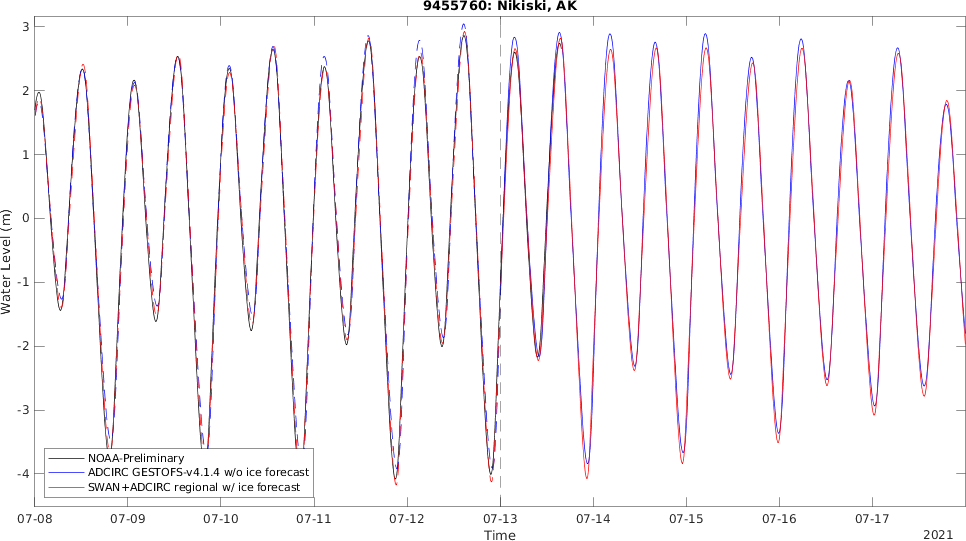 9455760: Nikiski, AK
3
2
1
0
-1
-2
-3
-4
Water Level (m)
NOAA-Preliminary
ADCIRC GESTOFS-v4.1.4 w/o ice forecast
SWAN+ADCIRC regional w/ ice forecast
07-08 07-09 07-10 07-11 07-12 07-13 07-14 07-15 07-16 07-17
Time
2021